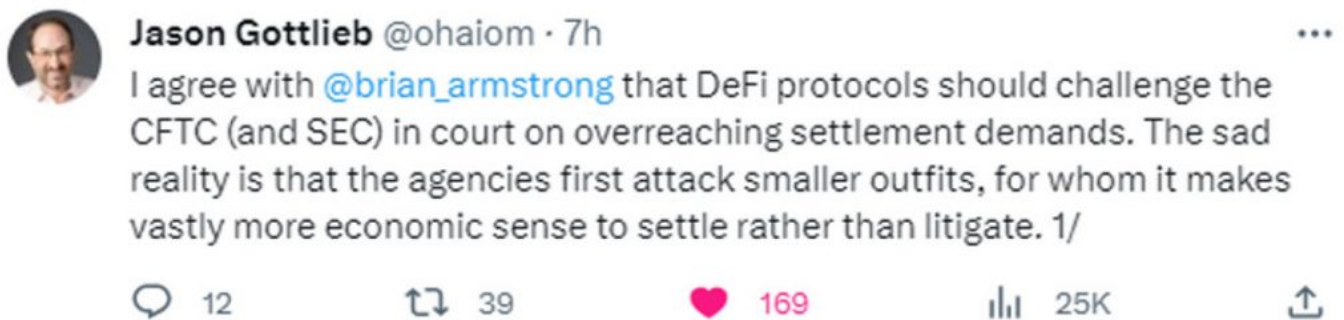 Jason Gottlieb @ohaiom · 7h
I agree with @brian_armstrong that DeFi protocols should challenge the
CFTC (and SEC) in court on overreaching settlement demands. The sad
reality is that the agencies first attack smaller outfits, for whom it makes
vastly more economic sense to settle rather than litigate. 1/
12 39 169 25K